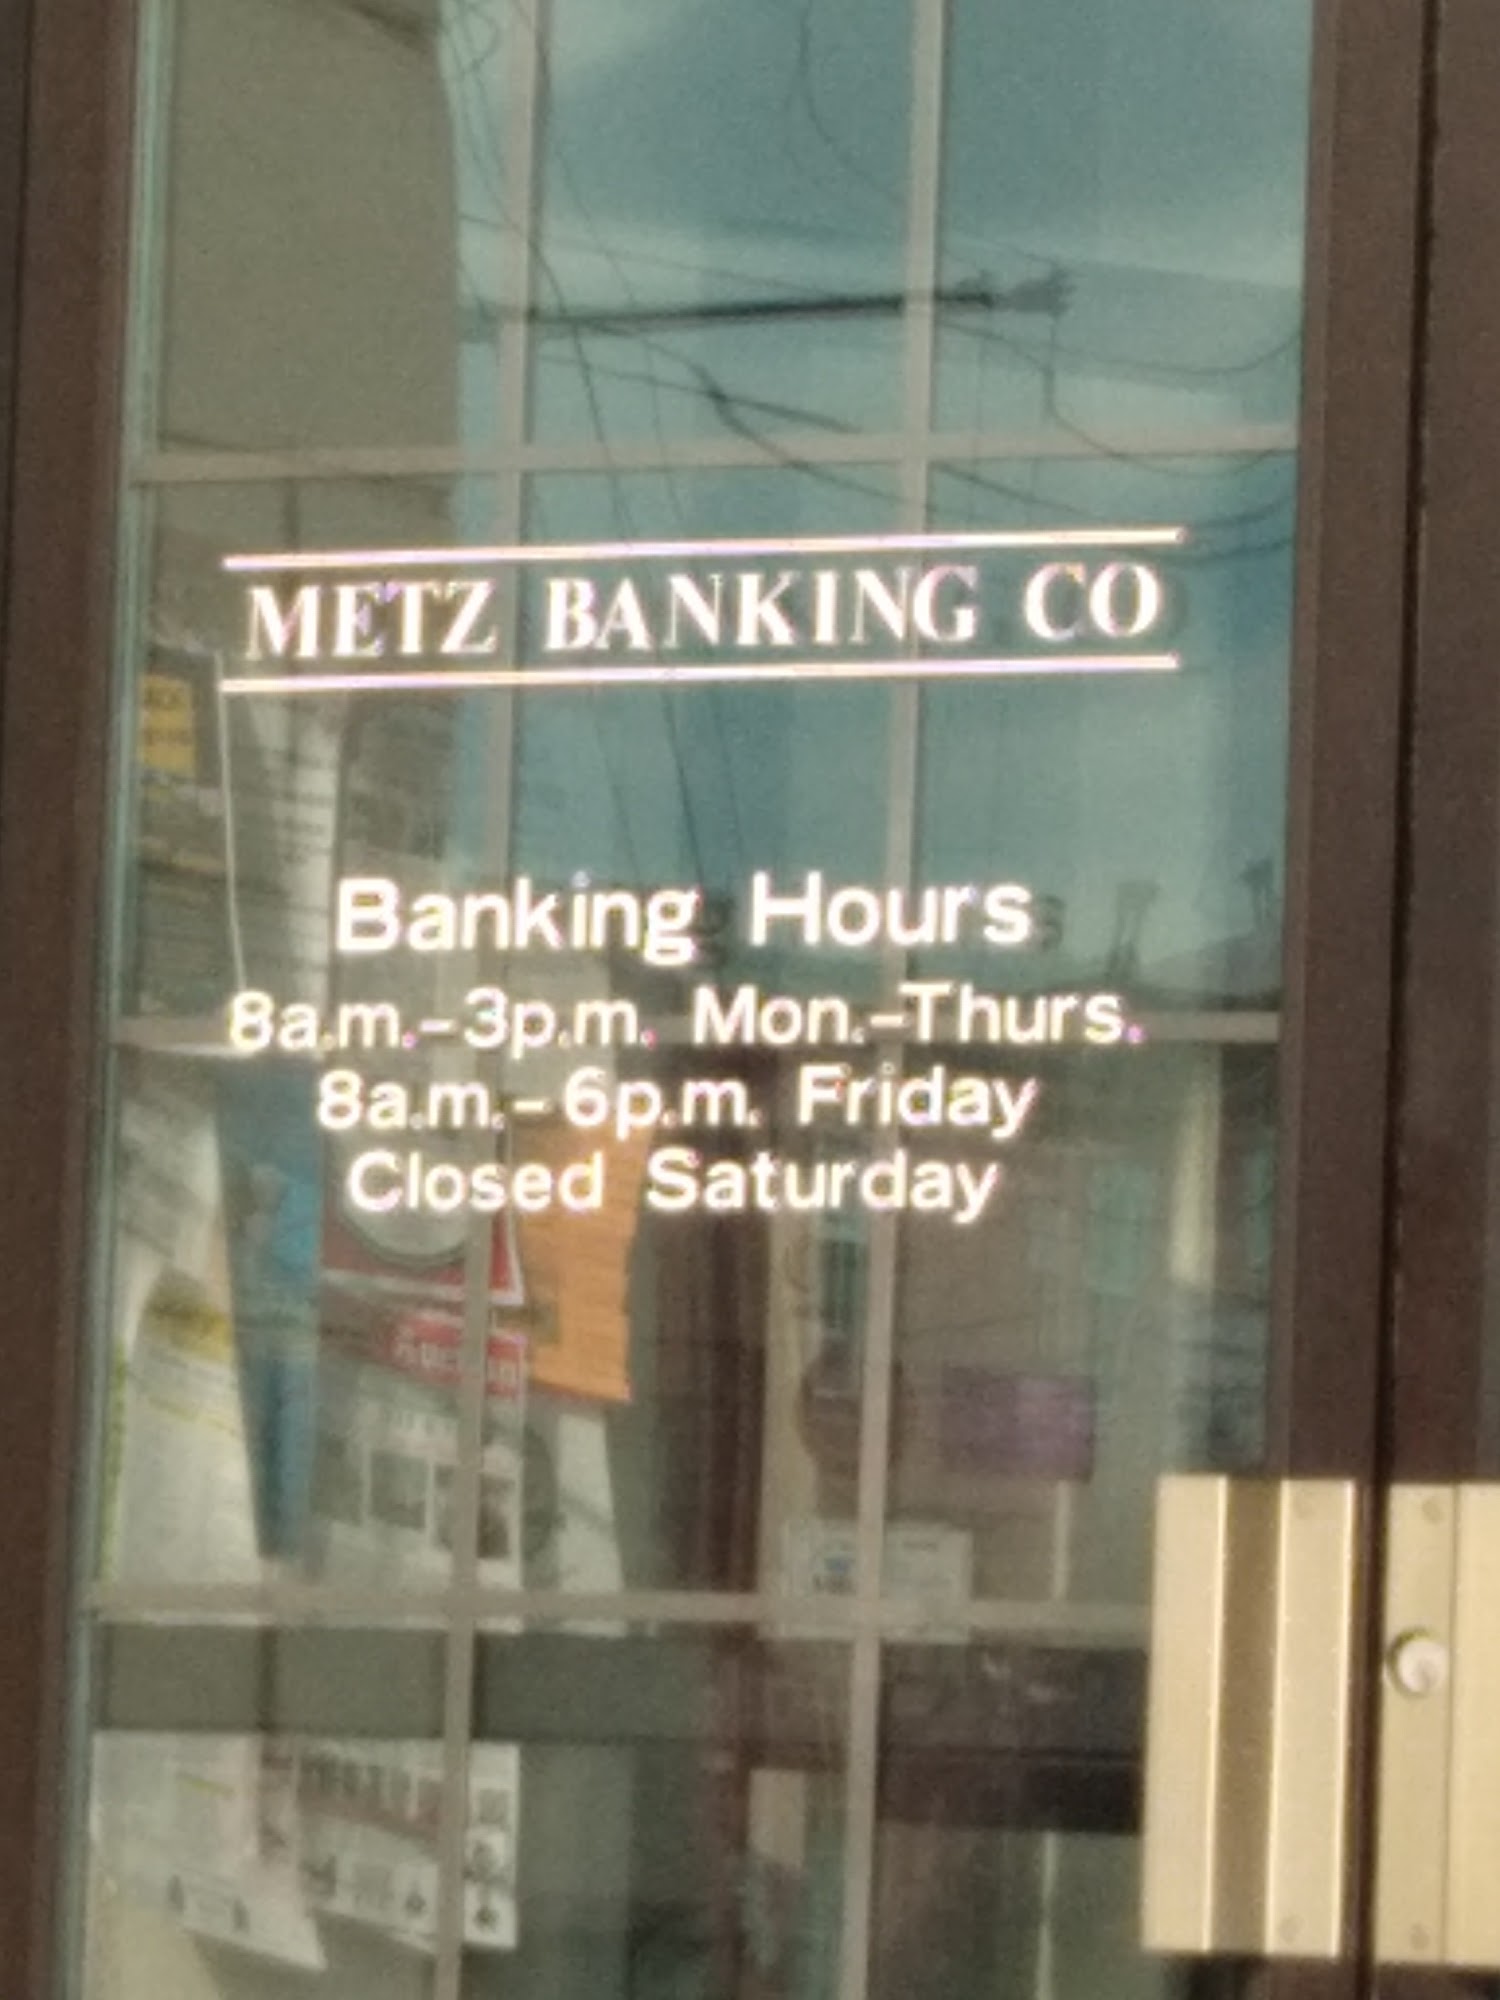 METZ BANKING CO
Banking Hours
8a.m.-3p.m. Mon.-Thurs.
8a.m.-6p.m. Friday
Closed Saturday